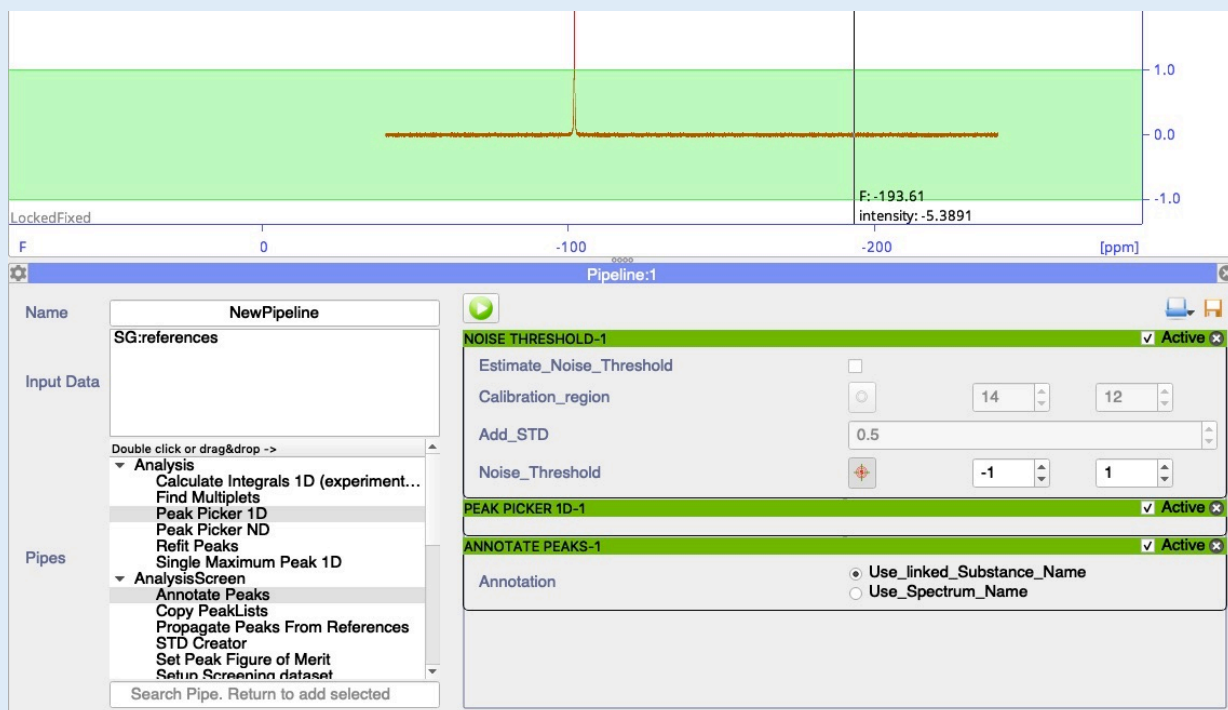 1.0
0.0
-1.0
F: -193.61
intensity: -5.3891
LockedFixed
F 0 -100 -200 [ppm]
Pipeline:1
Name NewPipeline
Input Data
SG:references
Double click or drag&drop ->
Pipes
Analysis
Calculate Integrals 1D (experiment...
Find Multiplets
Peak Picker 1D
Peak Picker ND
Refit Peaks
Single Maximum Peak 1D
AnalysisScreen
Annotate Peaks
Copy PeakLists
Propagate Peaks From References
STD Creator
Set Peak Figure of Merit
Setup Screening dataset
Search Pipe. Return to add selected
NOISE THRESHOLD-1 Active
Estimate_Noise_Threshold
Calibration_region 14 12
Add_STD 0.5
Noise_Threshold -1 1
PEAK PICKER 1D-1 Active
ANNOTATE PEAKS-1 Active
Annotation
Use_linked_Substance_Name
Use_Spectrum_Name